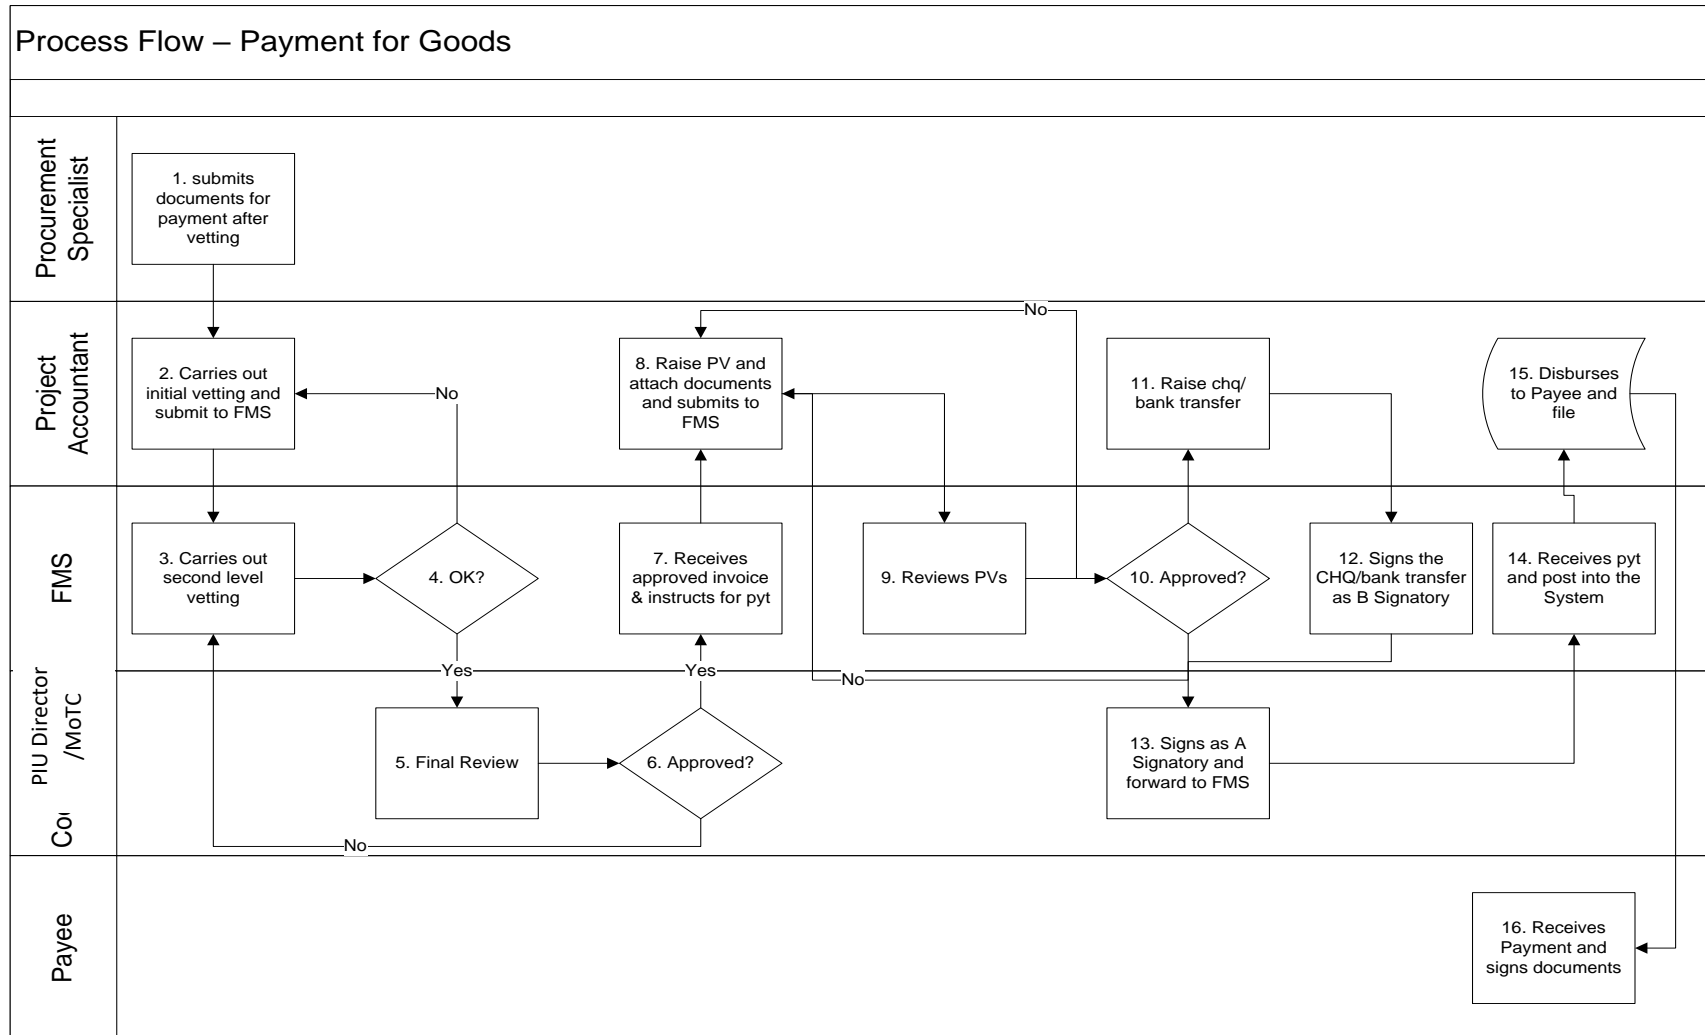 Process Flow – Payment for Goods
Procurement
Specialist
1. submits
documents for
payment after
vetting
Project
Accountant
2. Carries out
initial vetting and
submit to FMS
No
8. Raise PV and
attach documents
and submits to
FMS
No
11. Raise chq/
bank transfer
15. Disburses
to Payee and
file
FMS
3. Carries out
second level
vetting
4. OK?
7. Receives
approved invoice
& instructs for pyt
9. Reviews PVs
10. Approved?
12. Signs the
CHQ/bank transfer
as B Signatory
14. Receives pyt
and post into the
System
Yes
Yes
No
PIU Director
/MoTC
5. Final Review
6. Approved?
13. Signs as A
Signatory and
forward to FMS
No
Payee
16. Receives
Payment and
signs documents